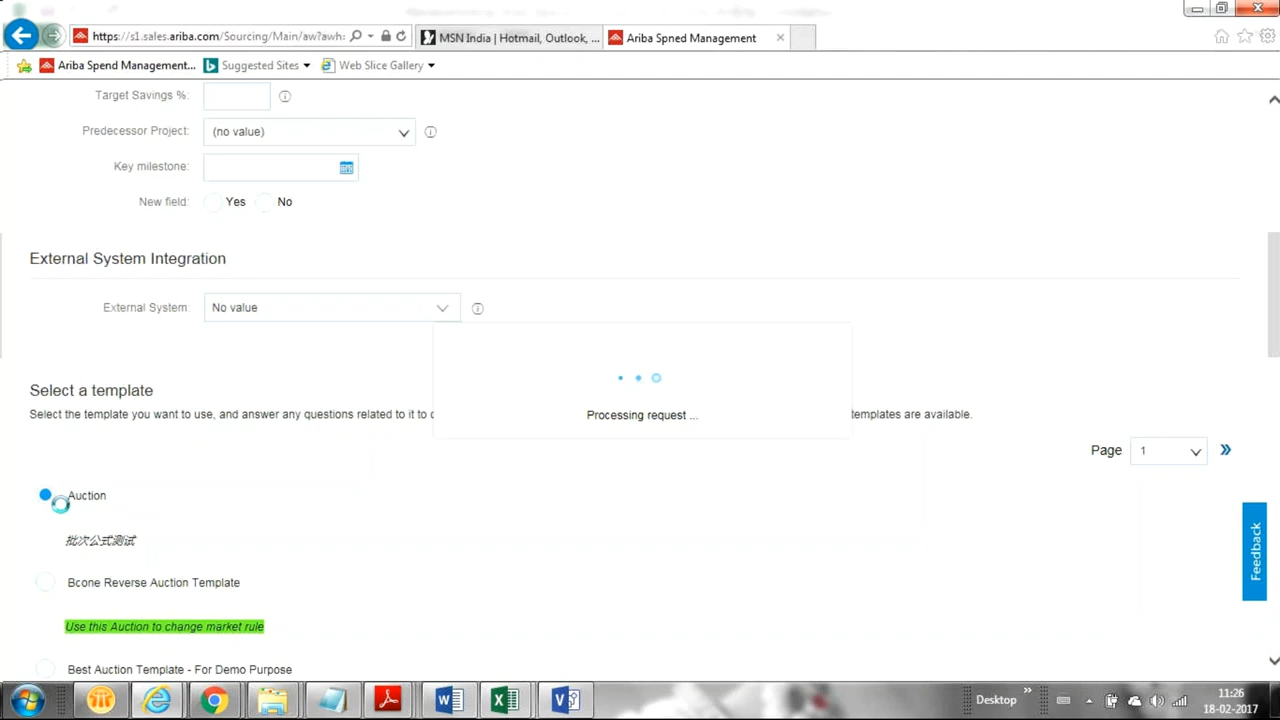 https://s1.sales.ariba.com/Sourcing/Main/aw?awh:
MSN India | Hotmail, Outlook, ...
Ariba Spned Management
Ariba Spend Management...
Suggested Sites
Web Slice Gallery
Target Savings %:
Predecessor Project:
(no value)
Key milestone:
New field:
Yes
No
External System Integration
External System:
No value
Processing request ...
Select a template
Select the template you want to use, and answer any questions related to it to
templates are available.
Page
1
Auction
批次公式测试
Bcone Reverse Auction Template
Use this Auction to change market rule
Best Auction Template - For Demo Purpose
Feedback
Desktop
11:26
18-02-2017